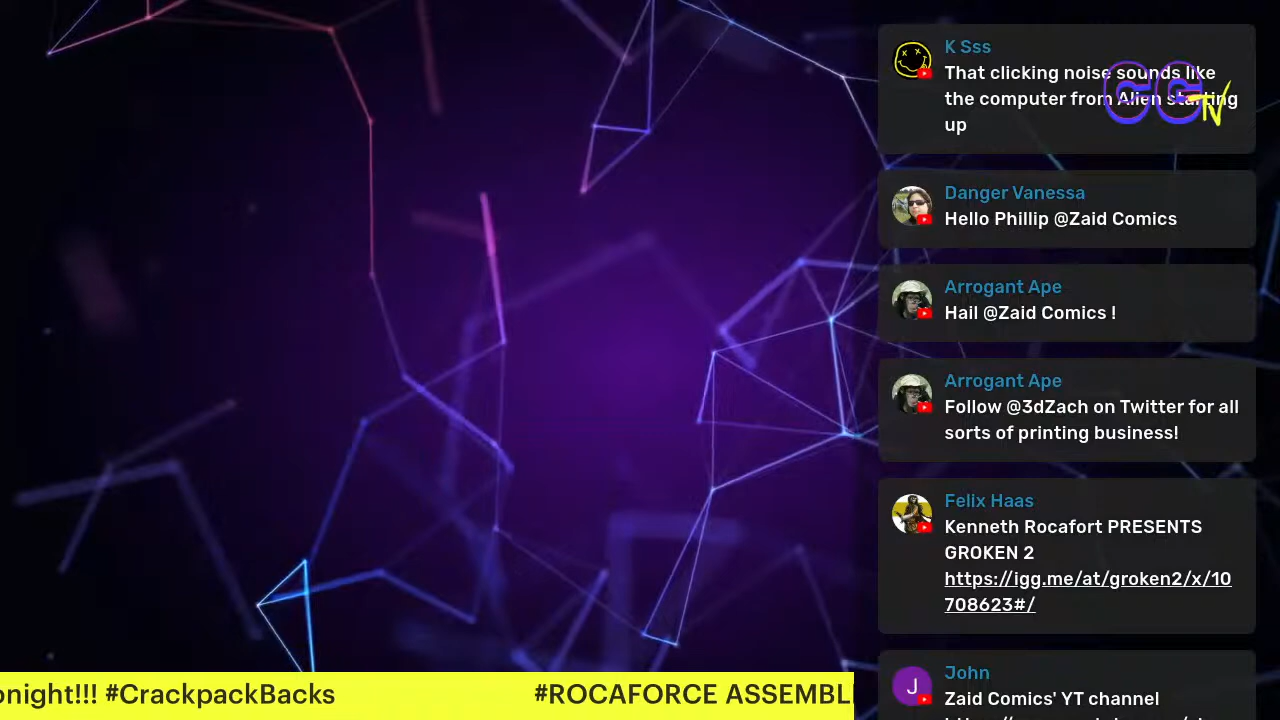 K Sss
That clicking noise sounds like
the computer from Alien starting
up
GG TV
Danger Vanessa
Hello Phillip @Zaid Comics
Arrogant Ape
Hail @Zaid Comics !
Arrogant Ape
Follow @3dZach on Twitter for all
sorts of printing business!
Felix Haas
Kenneth Rocafort PRESENTS
GROKEN 2
https://igg.me/at/groken2/x/10
708623#/
J
John
Zaid Comics' YT channel
onight!!! #CrackpackBacks #ROCAFORCE ASSEMBL